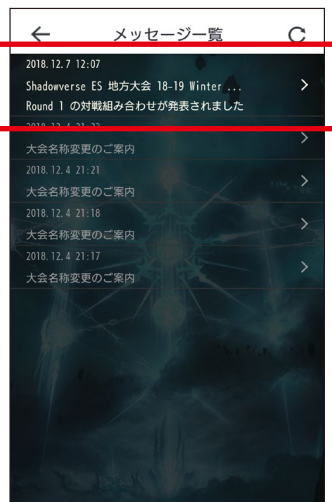 メッセージ一覧
2018.12.7 12:07
Shadowverse ES 地方大会 18-19 Winter ...
Round 1 の対戦組み合わせが発表されました
大会名称変更のご案内
2018.12.4 21:21
大会名称変更のご案内
2018.12.4 21:18
大会名称変更のご案内
2018.12.4 21:17
大会名称変更のご案内